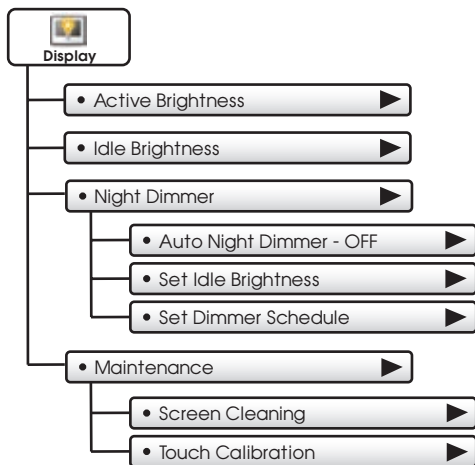 Display
• Active Brightness
• Idle Brightness
• Night Dimmer
• Auto Night Dimmer - OFF
• Set Idle Brightness
• Set Dimmer Schedule
• Maintenance
• Screen Cleaning
• Touch Calibration